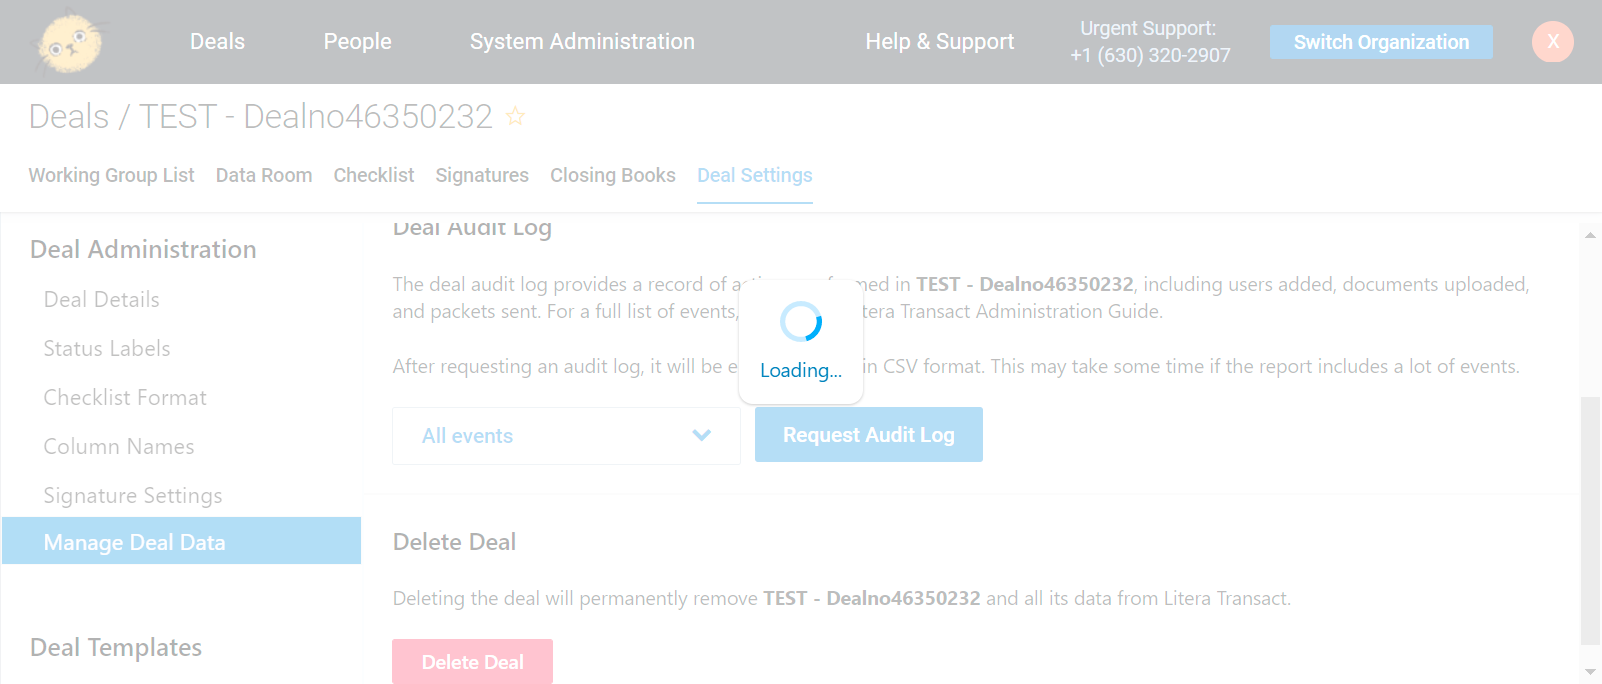 Deals
People
System Administration
Help & Support
Urgent Support:
+1 (630) 320-2907
Switch Organization
X
Deals / TEST - Dealno46350232
Working Group List
Data Room
Checklist
Signatures
Closing Books
Deal Settings
Deal Administration
Deal Details
Status Labels
Checklist Format
Column Names
Signature Settings
Manage Deal Data
Deal Templates
Deal Audit Log
The deal audit log provides a record of in TEST - Dealno46350232, including users added, documents uploaded,
and packets sent. For a full list of events, Transact Administration Guide.
After requesting an audit log, it will be in CSV format. This may take some time if the report includes a lot of events.
Loading...
All events
Request Audit Log
Delete Deal
Deleting the deal will permanently remove TEST - Dealno46350232 and all its data from Litera Transact.
Delete Deal